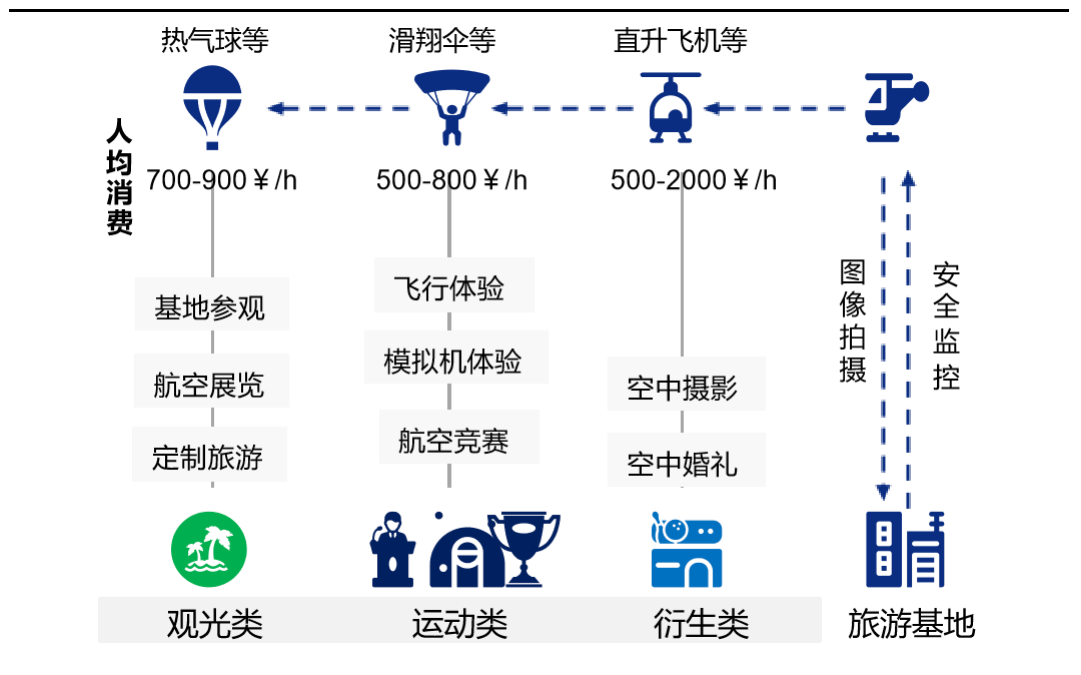 热气球等
滑翔伞等
直升飞机等
人均消费
700-900￥/h
500-800￥/h
500-2000￥/h
基地参观
航空展览
定制旅游
飞行体验
模拟机体验
航空竞赛
空中摄影
空中婚礼
图像拍摄
安全监控
观光类
运动类
衍生类
旅游基地